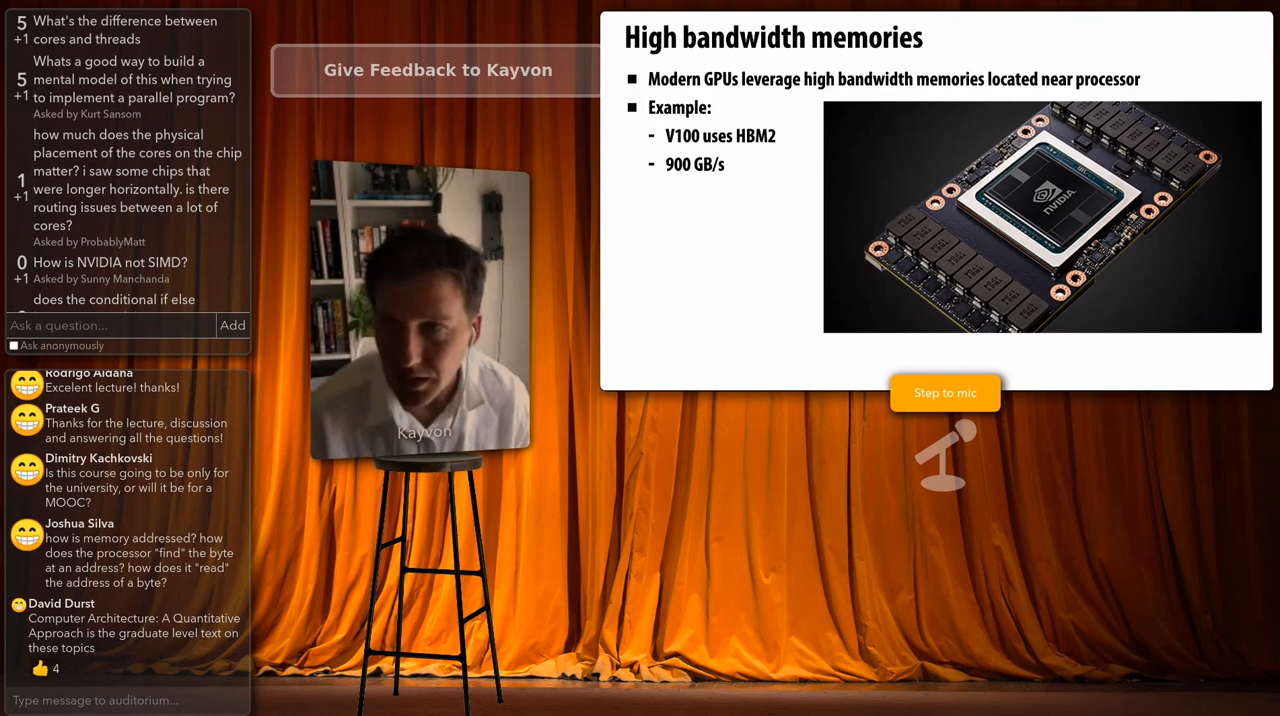 5 What's the difference between
+1 cores and threads
Whats a good way to build a
5 mental model of this when trying
+1 to implement a parallel program?
Asked by Kurt Sansom
how much does the physical
placement of the cores on the chip
1 matter? i saw some chips that
+1 were longer horizontally. is there
routing issues between a lot of
cores?
Asked by ProbablyMatt
0 How is NVIDIA not SIMD?
+1 Asked by Sunny Manchanda
does the conditional if else
Ask a question... Add
Ask anonymously
Rodrigo Aldana
Excelent lecture! thanks!
Prateek G
Thanks for the lecture, discussion
and answering all the questions!
Dimitry Kachkovski
Is this course going to be only for
the university, or will it be for a
MOOC?
Joshua Silva
how is memory addressed? how
does the processor "find" the byte
at an address? how does it "read"
the address of a byte?
David Durst
Computer Architecture: A Quantitative
Approach is the graduate level text on
these topics
4
Type message to auditorium...
Give Feedback to Kayvon
Kayvon
High bandwidth memories
■ Modern GPUs leverage high bandwidth memories located near processor
■ Example:
- V100 uses HBM2
- 900 GB/s
NVIDIA
Step to mic